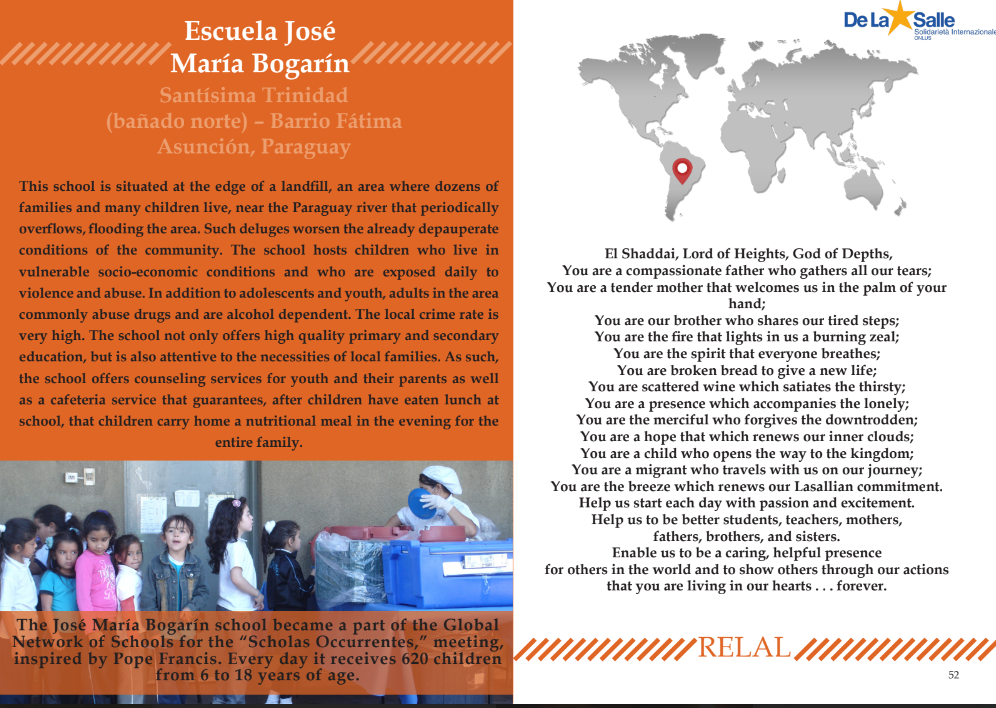 Escuela José
María Bogarín
Santísima Trinidad
(bañado norte) – Barrio Fátima
Asunción, Paraguay
This school is situated at the edge of a landfill, an area where dozens of
families and many children live, near the Paraguay river that periodically
overflows, flooding the area. Such deluges worsen the already depauperate
conditions of the community. The school hosts children who live in
vulnerable socio-economic conditions and who are exposed daily to
violence and abuse. In addition to adolescents and youth, adults in the area
commonly abuse drugs and are alcohol dependent. The local crime rate is
very high. The school not only offers high quality primary and secondary
education, but is also attentive to the necessities of local families. As such,
the school offers counseling services for youth and their parents as well
as a cafeteria service that guarantees, after children have eaten lunch at
school, that children carry home a nutritional meal in the evening for the
entire family.
The José María Bogarín school became a part of the Global
Network of Schools for the “Scholas Occurrentes,” meeting,
inspired by Pope Francis. Every day it receives 620 children
from 6 to 18 years of age.
De La Salle
Solidarietà Internazionale
ONLUS
El Shaddai, Lord of Heights, God of Depths,
You are a compassionate father who gathers all our tears;
You are a tender mother that welcomes us in the palm of your
hand;
You are our brother who shares our tired steps;
You are the fire that lights in us a burning zeal;
You are the spirit that everyone breathes;
You are broken bread to give a new life;
You are scattered wine which satiates the thirsty;
You are a presence which accompanies the lonely;
You are the merciful who forgives the downtrodden;
You are a hope that which renews our inner clouds;
You are a child who opens the way to the kingdom;
You are a migrant who travels with us on our journey;
You are the breeze which renews our Lasallian commitment.
Help us start each day with passion and excitement.
Help us to be better students, teachers, mothers,
fathers, brothers, and sisters.
Enable us to be a caring, helpful presence
for others in the world and to show others through our actions
that you are living in our hearts . . . forever.
RELAL
52